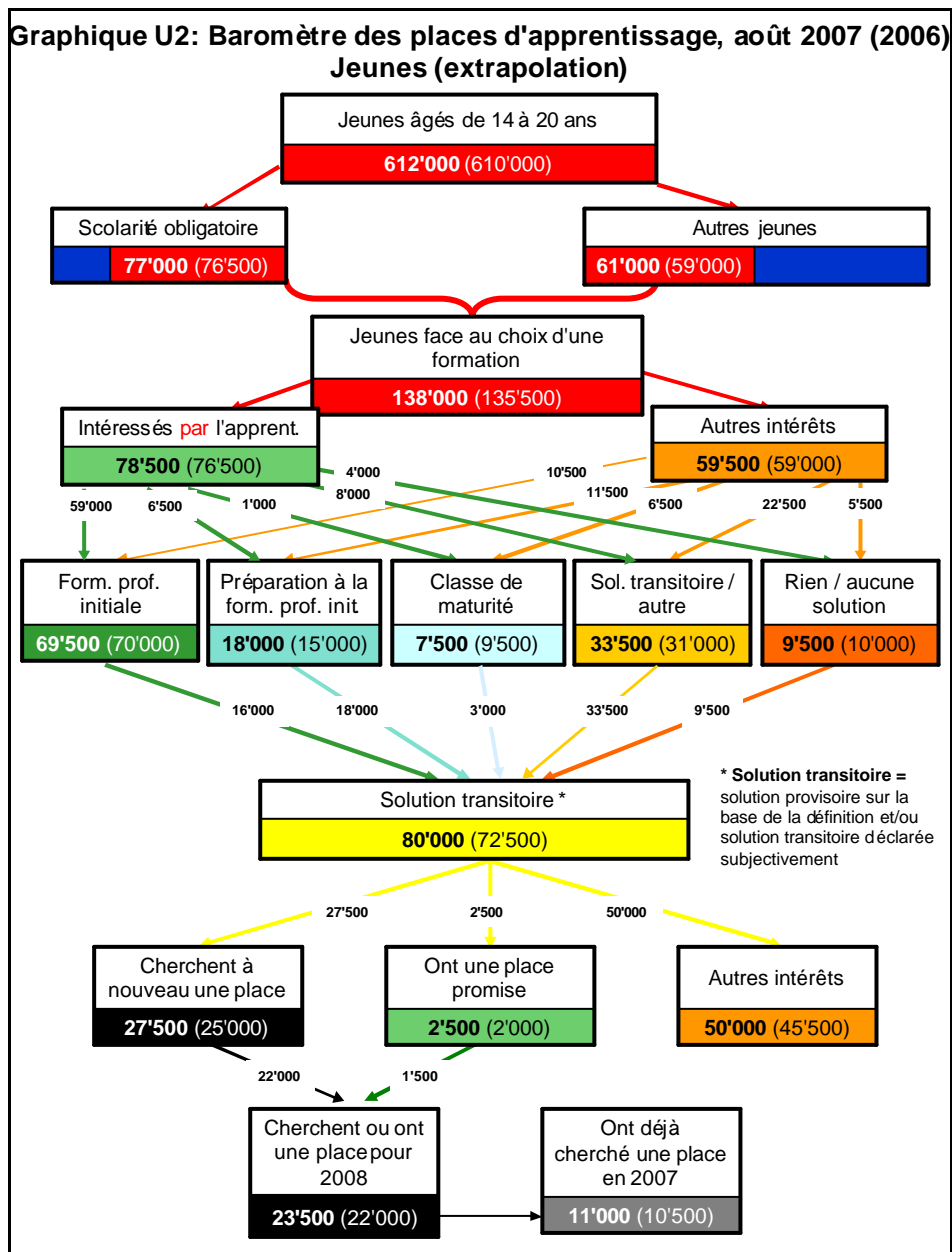 Graphique U2: Baromètre des places d'apprentissage, août 2007 (2006)
Jeunes (extrapolation)
Jeunes âgés de 14 à 20 ans
612'000 (610'000)
Scolarité obligatoire
77'000 (76'500)
Autres jeunes
61'000 (59'000)
Jeunes face au choix d'une
formation
138'000 (135'500)
Intéressés par l'apprent.
78'500 (76'500)
Autres intérêts
59'500 (59'000)
4'000
10'500
8'000
11'500
59'000
6'500
1'000
6'500
22'500
5'500
Form. prof.
initiale
69'500 (70'000)
Préparation à la
form. prof. init.
18'000 (15'000)
Classe de
maturité
7'500 (9'500)
Sol. transitoire /
autre
33'500 (31'000)
Rien / aucune
solution
9'500 (10'000)
16'000
18'000
3'000
33'500
9'500
Solution transitoire *
80'000 (72'500)
* Solution transitoire =
solution provisoire sur la
base de la définition et/ou
solution transitoire déclarée
subjectivement
27'500
2'500
50'000
Cherchent à
nouveau une place
27'500 (25'000)
Ont une place
promise
2'500 (2'000)
Autres intérêts
50'000 (45'500)
22'000
1'500
Cherchent ou ont
une place pour
2008
23'500 (22'000)
Ont déjà
cherché une place
en 2007
11'000 (10'500)